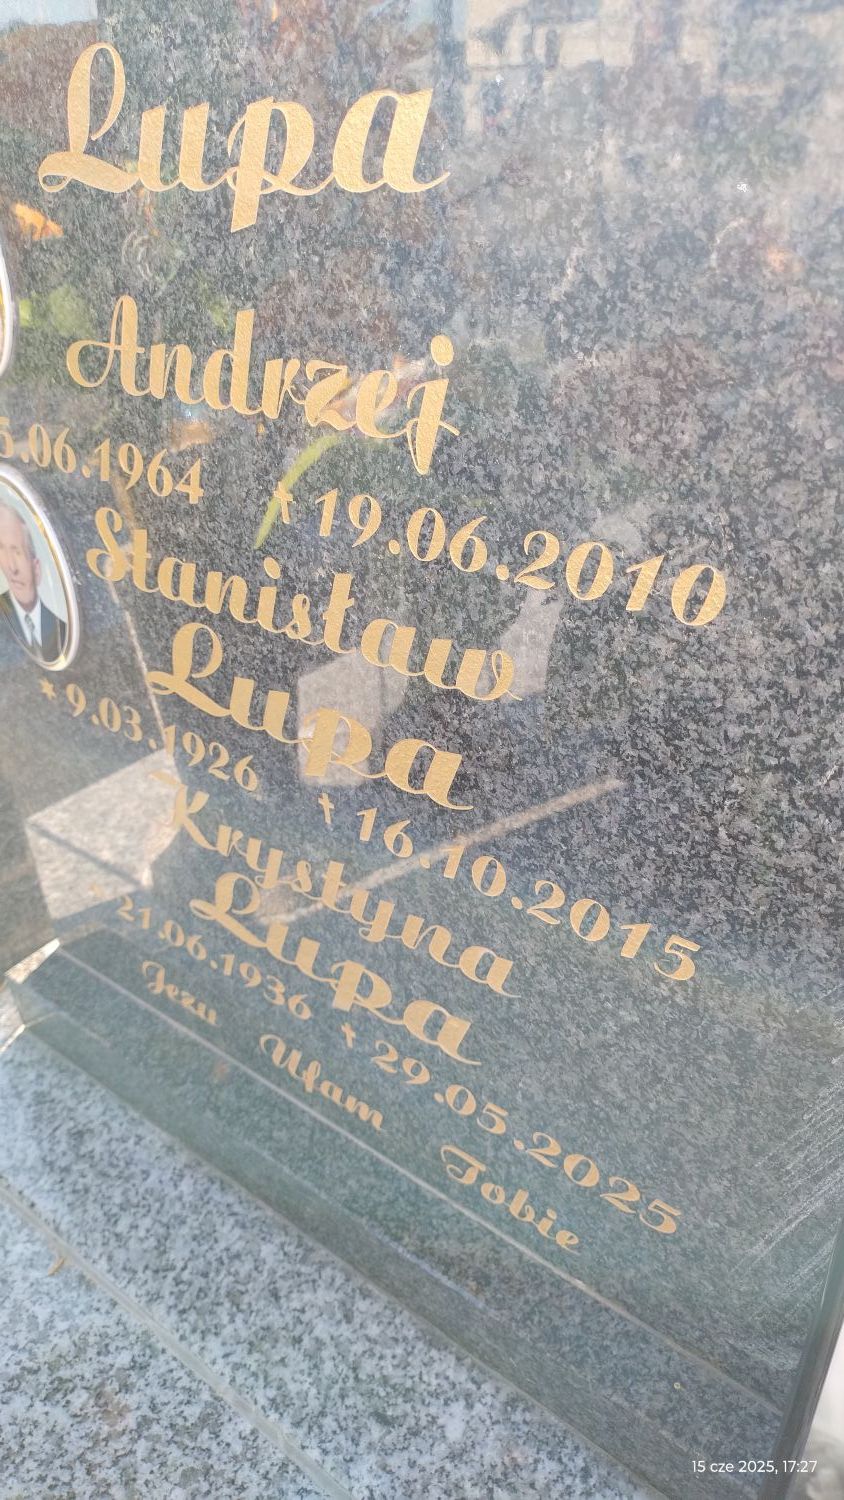 Lupa
Andrzej
5.06.1964 † 19.06.2010
Stanisław
Lupa
* 9.03.1926 † 16.10.2015
Krystyna
Lupa
* 21.06.1936 † 29.05.2025
Jezu Ufam Tobie
15 cze 2025, 17:27